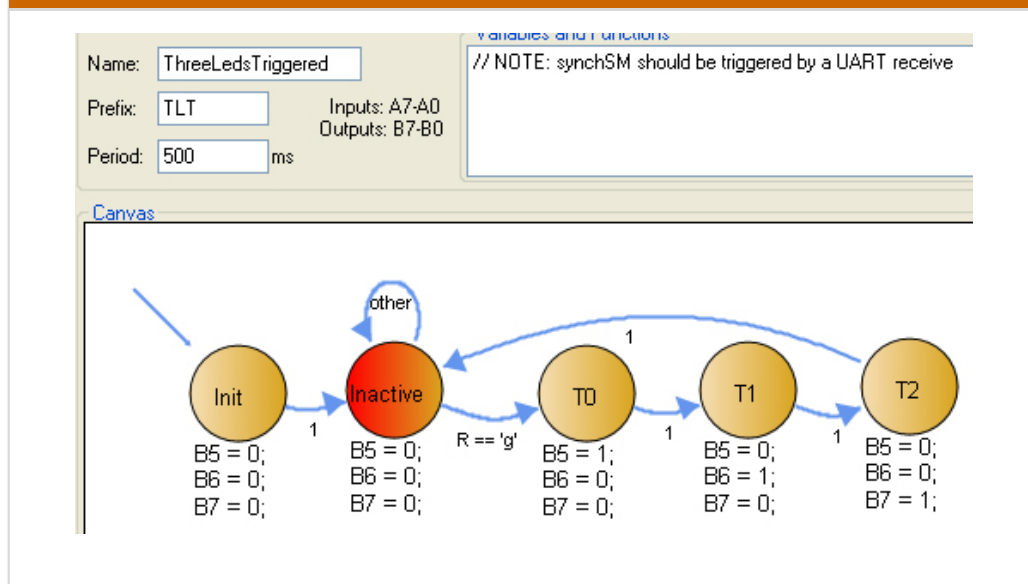 Variables and Functions
Name: ThreeLedsTriggered
// NOTE: synchSM should be triggered by a UART receive
Prefix: TLT
Inputs: A7-A0
Outputs: B7-B0
Period: 500 ms
Canvas
other
1
Init
Inactive
T0
T1
T2
1
R == 'g'
1
1
B5 = 0;
B6 = 0;
B7 = 0;
B5 = 0;
B6 = 0;
B7 = 0;
B5 = 1;
B6 = 0;
B7 = 0;
B5 = 0;
B6 = 1;
B7 = 0;
B5 = 0;
B6 = 0;
B7 = 1;